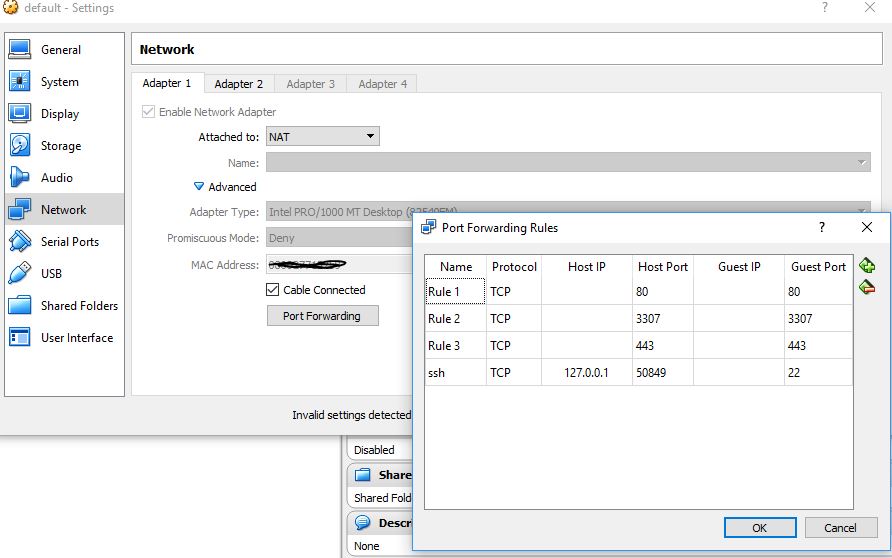 default - Settings
?
General
System
Display
Storage
Audio
Network
Serial Ports
USB
Shared Folders
User Interface
Network
Adapter 1 Adapter 2 Adapter 3 Adapter 4
Enable Network Adapter
Attached to: NAT
Name:
Advanced
Adapter Type: Intel PRO/1000 MT Desktop (82540EM)
Promiscuous Mode: Deny
MAC Address:
Cable Connected
Port Forwarding
Invalid settings detected
Disabled
Share
Shared Fold
Descr
None
Port Forwarding Rules
?
Name Protocol Host IP Host Port Guest IP Guest Port
Rule 1 TCP 80 80
Rule 2 TCP 3307 3307
Rule 3 TCP 443 443
ssh TCP 127.0.0.1 50849 22
OK Cancel